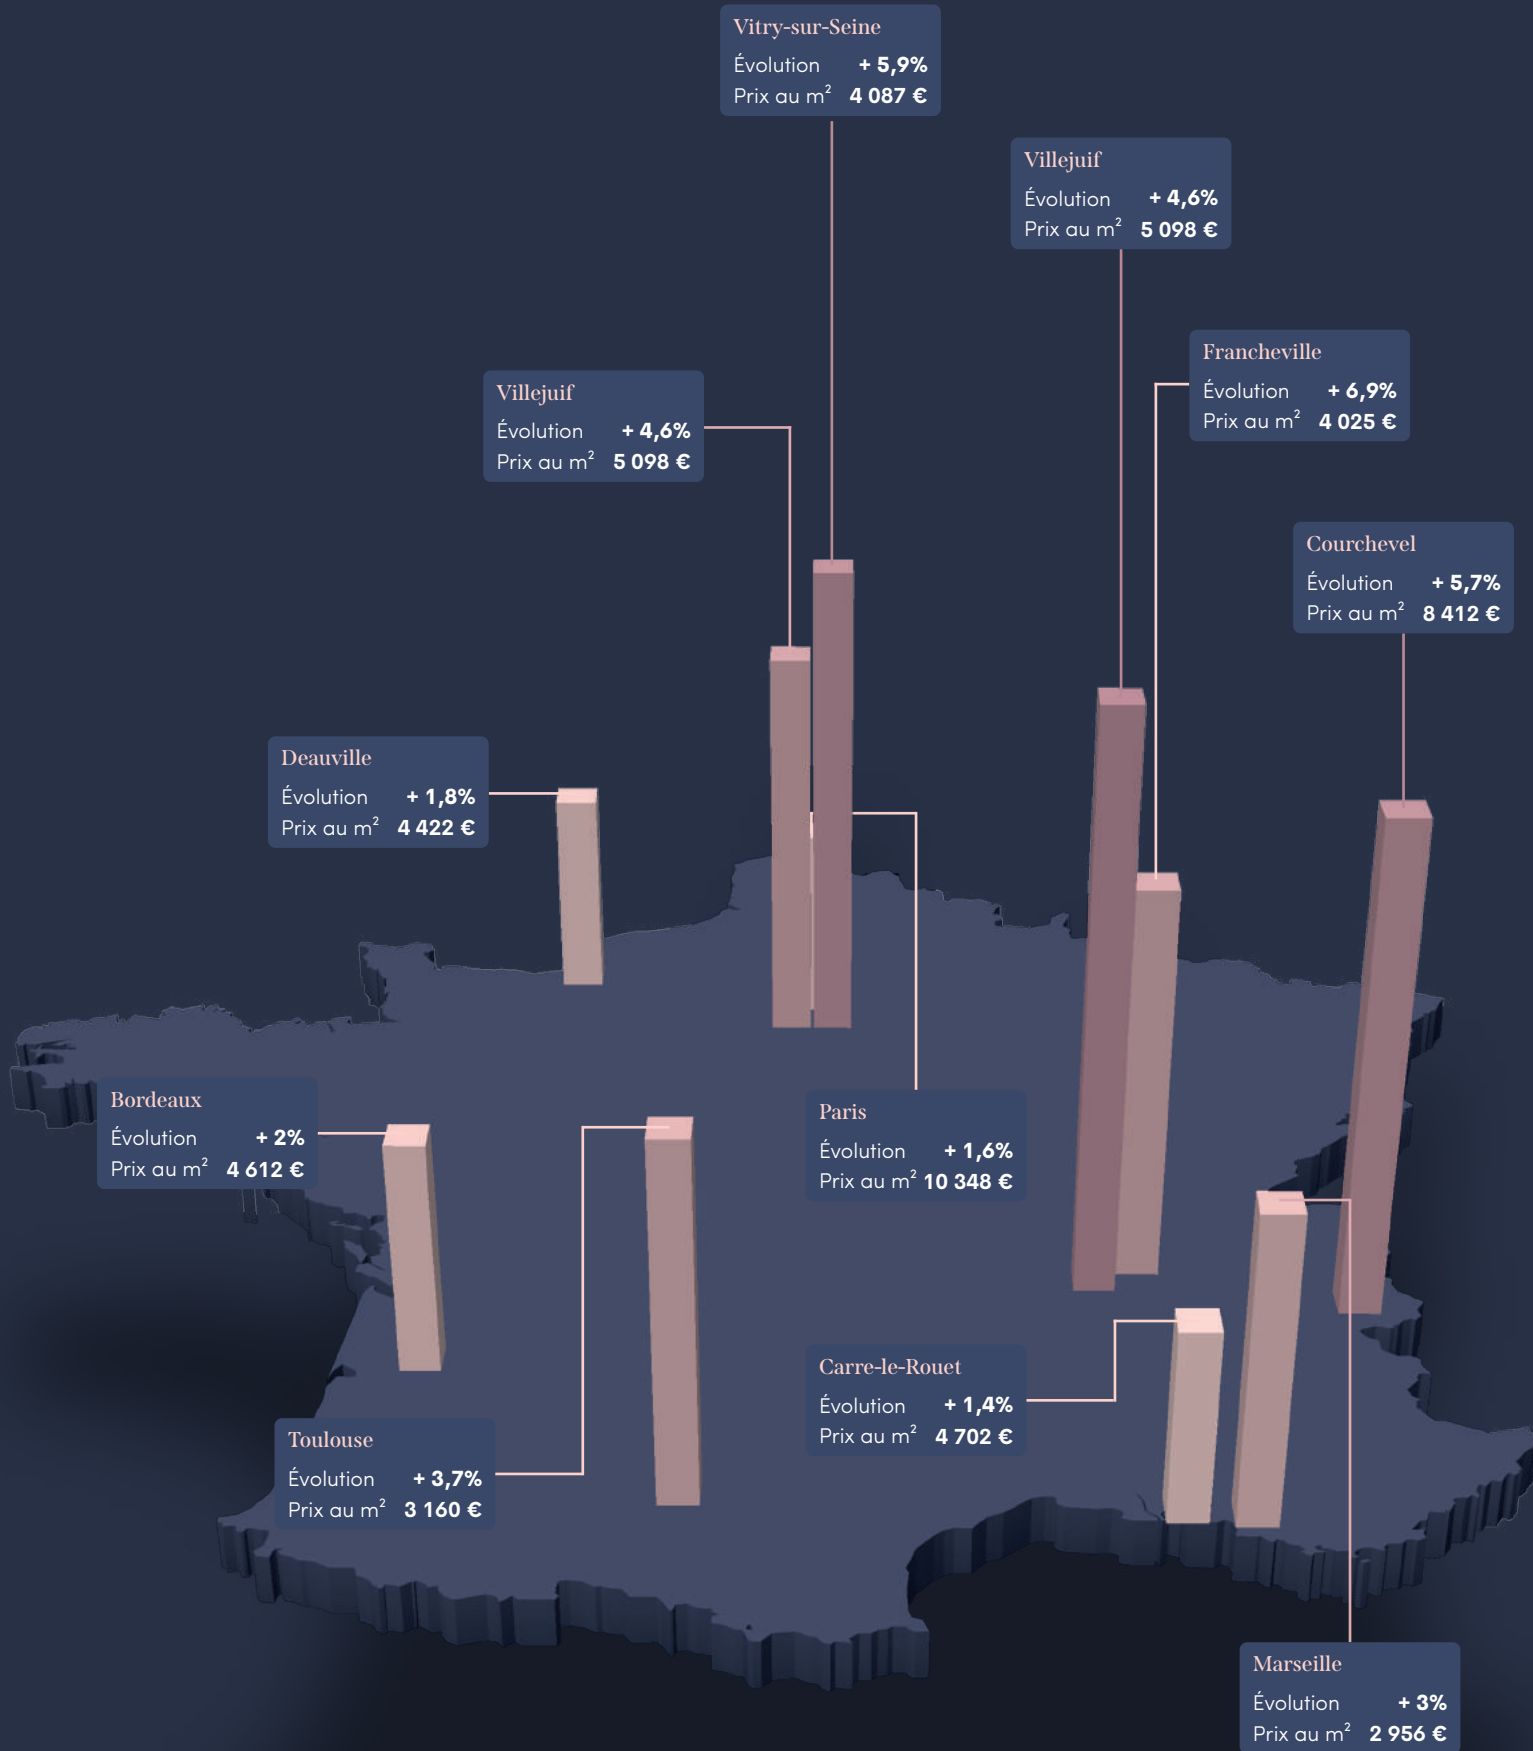 Vitry-sur-Seine
Évolution + 5,9%
Prix au m² 4 087 €
Villejuif
Évolution + 4,6%
Prix au m² 5 098 €
Francheville
Évolution + 6,9%
Prix au m² 4 025 €
Villejuif
Évolution + 4,6%
Prix au m² 5 098 €
Courchevel
Évolution + 5,7%
Prix au m² 8 412 €
Deauville
Évolution + 1,8%
Prix au m² 4 422 €
Bordeaux
Évolution + 2%
Prix au m² 4 612 €
Paris
Évolution + 1,6%
Prix au m² 10 348 €
Carre-le-Rouet
Évolution + 1,4%
Prix au m² 4 702 €
Toulouse
Évolution + 3,7%
Prix au m² 3 160 €
Marseille
Évolution + 3%
Prix au m² 2 956 €